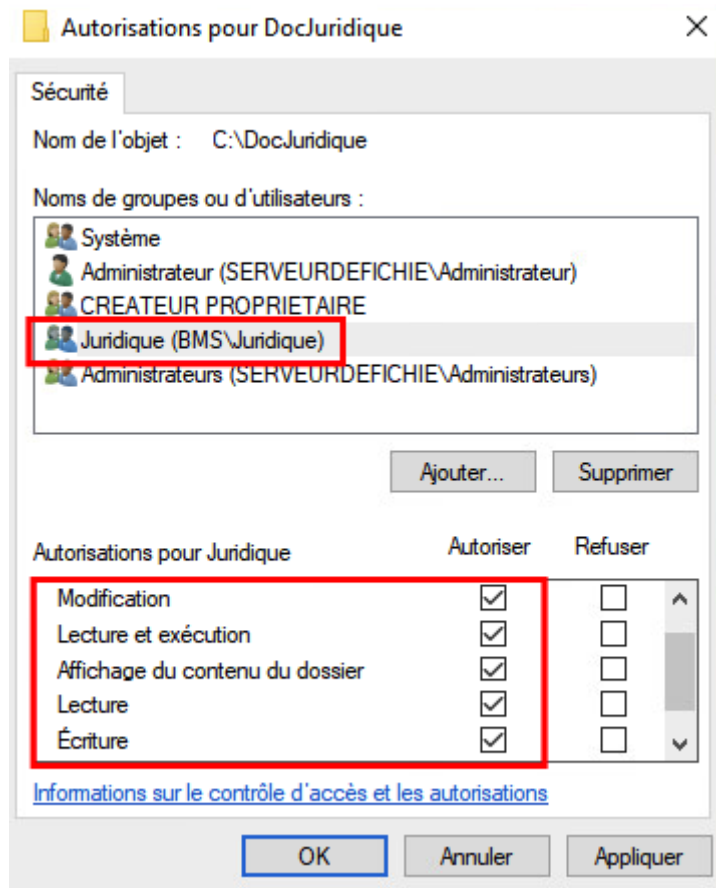 Autorisations pour DocJuridique
Sécurité
Nom de l'objet : C:\DocJuridique
Noms de groupes ou d'utilisateurs :
Système
Administrateur (SERVEURDEFICHIE\Administrateur)
CREATEUR PROPRIETAIRE
Juridique (BMS\Juridique)
Administrateurs (SERVEURDEFICHIE\Administrateurs)
Ajouter... Supprimer
Autorisations pour Juridique Autoriser Refuser
Modification
Lecture et exécution
Affichage du contenu du dossier
Lecture
Écriture
Informations sur le contrôle d'accès et les autorisations
OK Annuler Appliquer